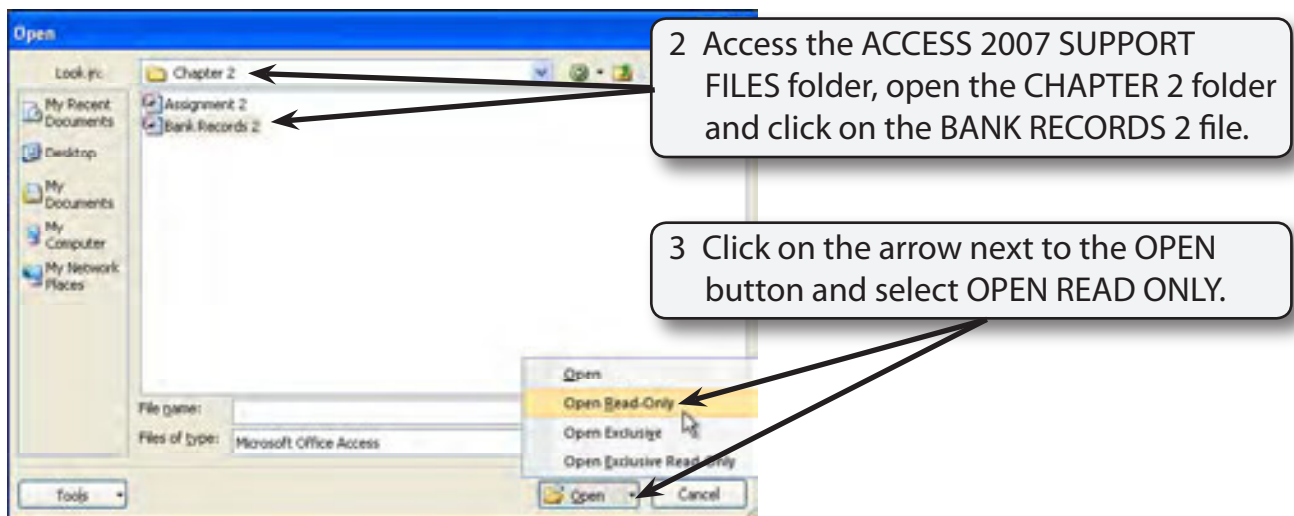 Open
Look in:
Chapter 2
My Recent
Documents
Desktop
My
Documents
My
Computer
My Network
Places
Assignment 2
Bank Records 2
File name:
Files of type:
Microsoft Office Access
Open
Open Read-Only
Open Exclusive
Open Exclusive Read-Only
Tools
Open
Cancel
2 Access the ACCESS 2007 SUPPORT
FILES folder, open the CHAPTER 2 folder
and click on the BANK RECORDS 2 file.
3 Click on the arrow next to the OPEN
button and select OPEN READ ONLY.